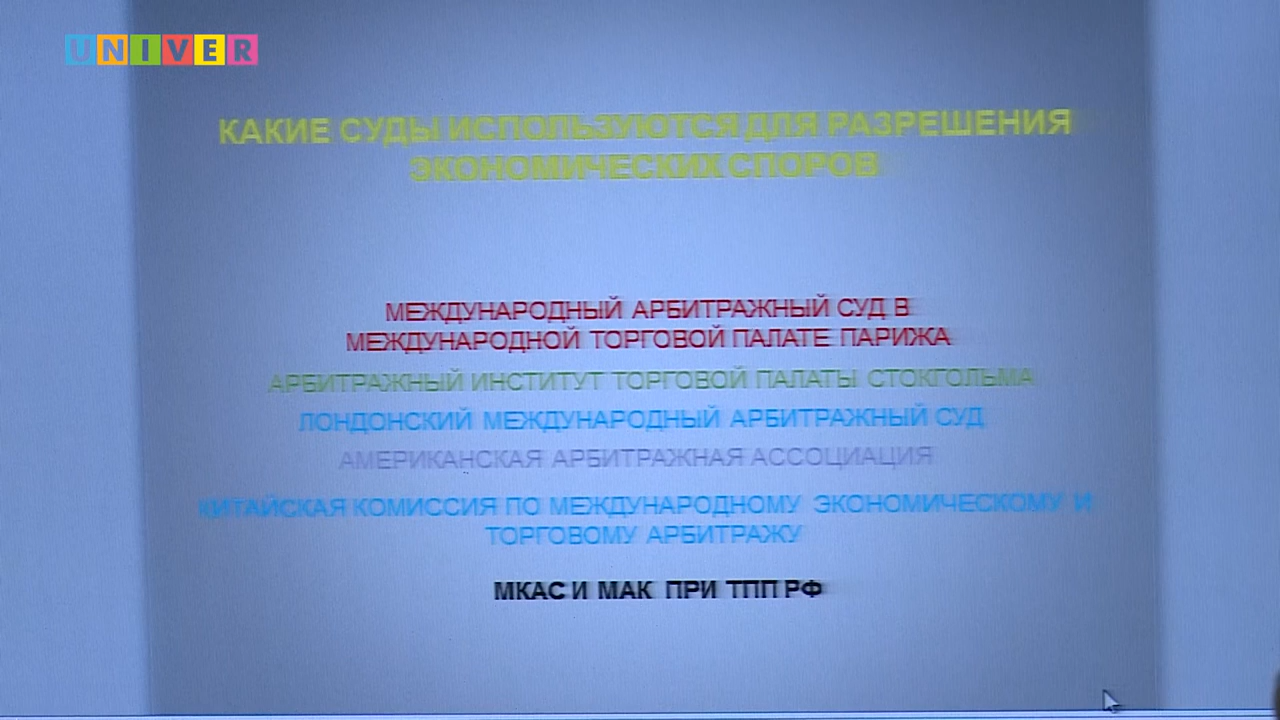 UNIVER
КАКИЕ СУДЫ ИСПОЛЬЗУЮТСЯ ДЛЯ РАЗРЕШЕНИЯ
ЭКОНОМИЧЕСКИХ СПОРОВ
МЕЖДУНАРОДНЫЙ АРБИТРАЖНЫЙ СУД В
МЕЖДУНАРОДНОЙ ТОРГОВОЙ ПАЛАТЕ ПАРИЖА
АРБИТРАЖНЫЙ ИНСТИТУТ ТОРГОВОЙ ПАЛАТЫ СТОКГОЛЬМА
ЛОНДОНСКИЙ МЕЖДУНАРОДНЫЙ АРБИТРАЖНЫЙ СУД
АМЕРИКАНСКАЯ АРБИТРАЖНАЯ АССОЦИАЦИЯ
КИТАЙСКАЯ КОМИССИЯ ПО МЕЖДУНАРОДНОМУ ЭКОНОМИЧЕСКОМУ И
ТОРГОВОМУ АРБИТРАЖУ
МКАС И МАК ПРИ ТПП РФ